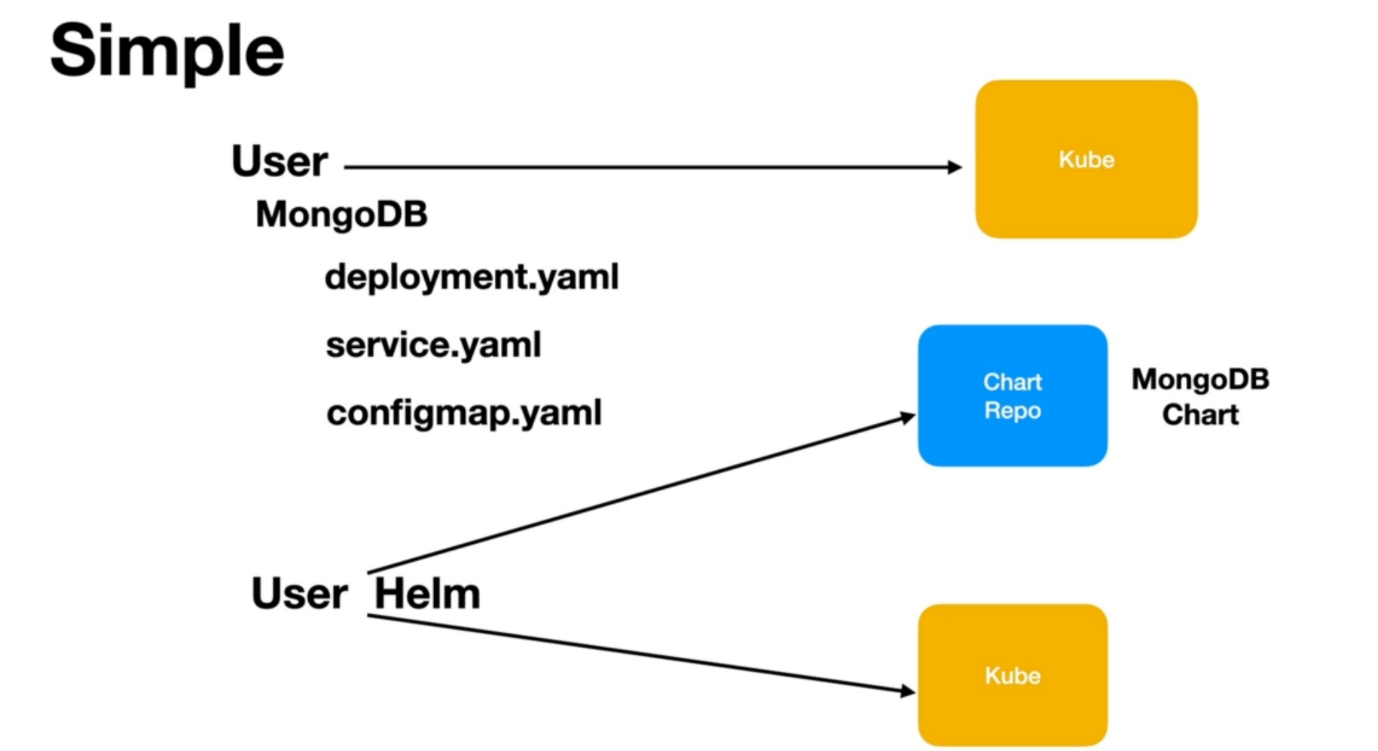 Simple
User
Kube
MongoDB
deployment.yaml
service.yaml
configmap.yaml
Chart
Repo
MongoDB
Chart
User Helm
Kube